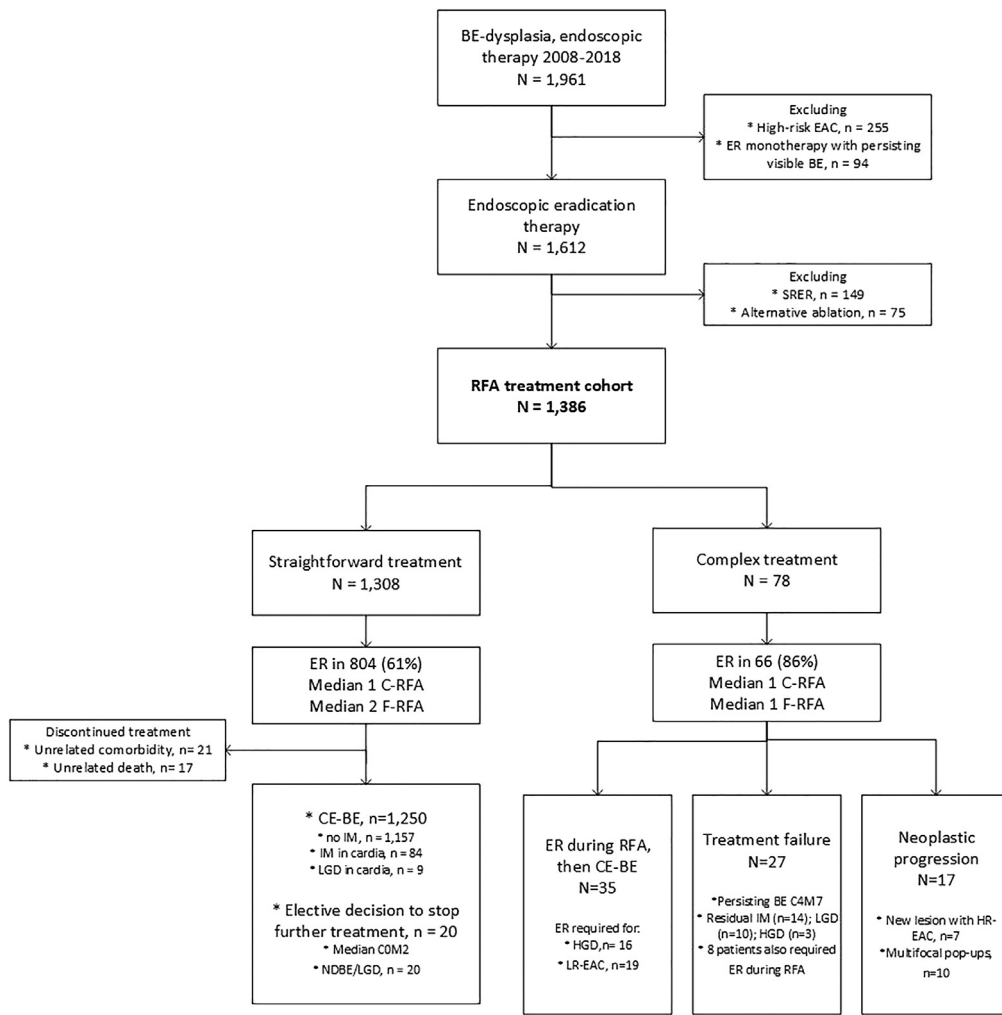 BE-dysplasia, endoscopic
therapy 2008-2018
N = 1,961
Excluding
* High-risk EAC, n = 255
* ER monotherapy with persisting
visible BE, n = 94
Endoscopic eradication
therapy
N = 1,612
Excluding
* SRER, n = 149
* Alternative ablation, n = 75
RFA treatment cohort
N = 1,386
Straightforward treatment
N = 1,308
Complex treatment
N = 78
ER in 804 (61%)
Median 1 C-RFA
Median 2 F-RFA
ER in 66 (86%)
Median 1 C-RFA
Median 1 F-RFA
Discontinued treatment
* Unrelated comorbidity, n= 21
* Unrelated death, n= 17
* CE-BE, n=1,250
* no IM, n = 1,157
* IM in cardia, n = 84
* LGD in cardia, n = 9
* Elective decision to stop
further treatment, n = 20
* Median C0M2
* NDBE/LGD, n = 20
ER during RFA,
then CE-BE
N=35
ER required for:
* HGD, n= 16
* LR-EAC, n=19
Treatment failure
N=27
*Persisting BE C4M7
* Residual IM (n=14); LGD
(n=10); HGD (n=3)
* 8 patients also required
ER during RFA
Neoplastic
progression
N=17
* New lesion with HR-
EAC, n=7
* Multifocal pop-ups,
n=10